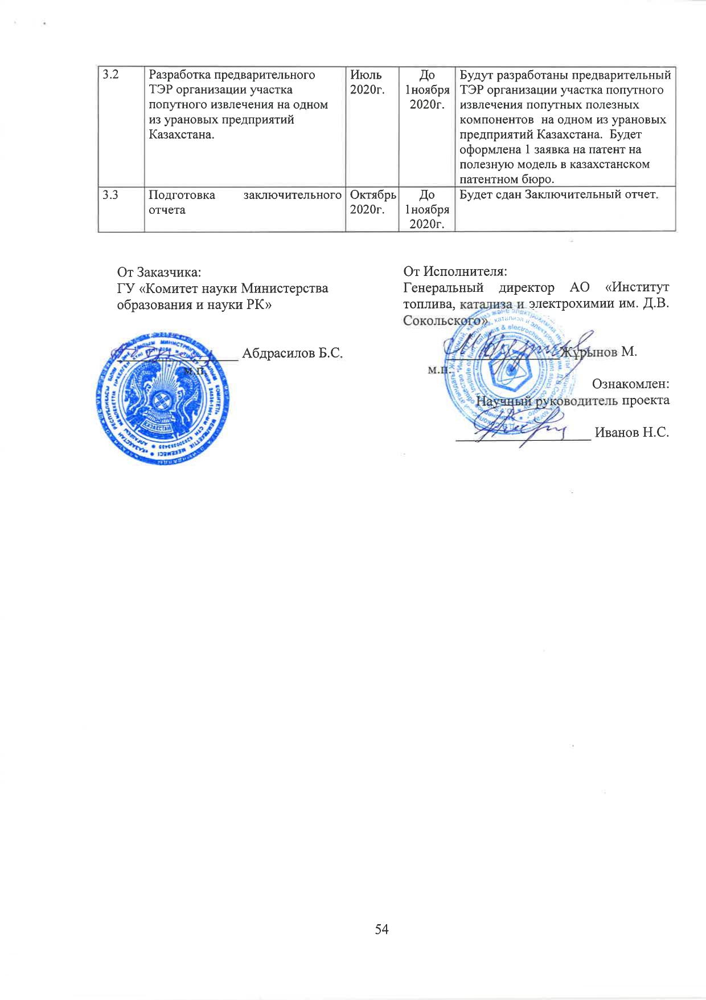 3.2
Разработка предварительного
ТЭР организации участка
попутного извлечения на одном
из урановых предприятий
Казахстана.
Июль
2020г.
До
1ноября
2020г.
Будут разработаны предварительный
ТЭР организации участка попутного
извлечения попутных полезных
компонентов на одном из урановых
предприятий Казахстана. Будет
оформлена 1 заявка на патент на
полезную модель в казахстанском
патентном бюро.
3.3
Подготовка заключительного
отчета
Октябрь
2020г.
До
1ноября
2020г.
Будет сдан Заключительный отчет.
От Заказчика:
ГУ «Комитет науки Министерства
образования и науки РК»
Абдрасилов Б.С.
м.п.
ҚАЗАҚСТАН
От Исполнителя:
Генеральный директор АО «Институт
топлива, катализа и электрохимии им. Д.В.
Сокольского»
Жұрынов М.
м.п.
Ознакомлен:
Научный руководитель проекта
Иванов Н.С.
54